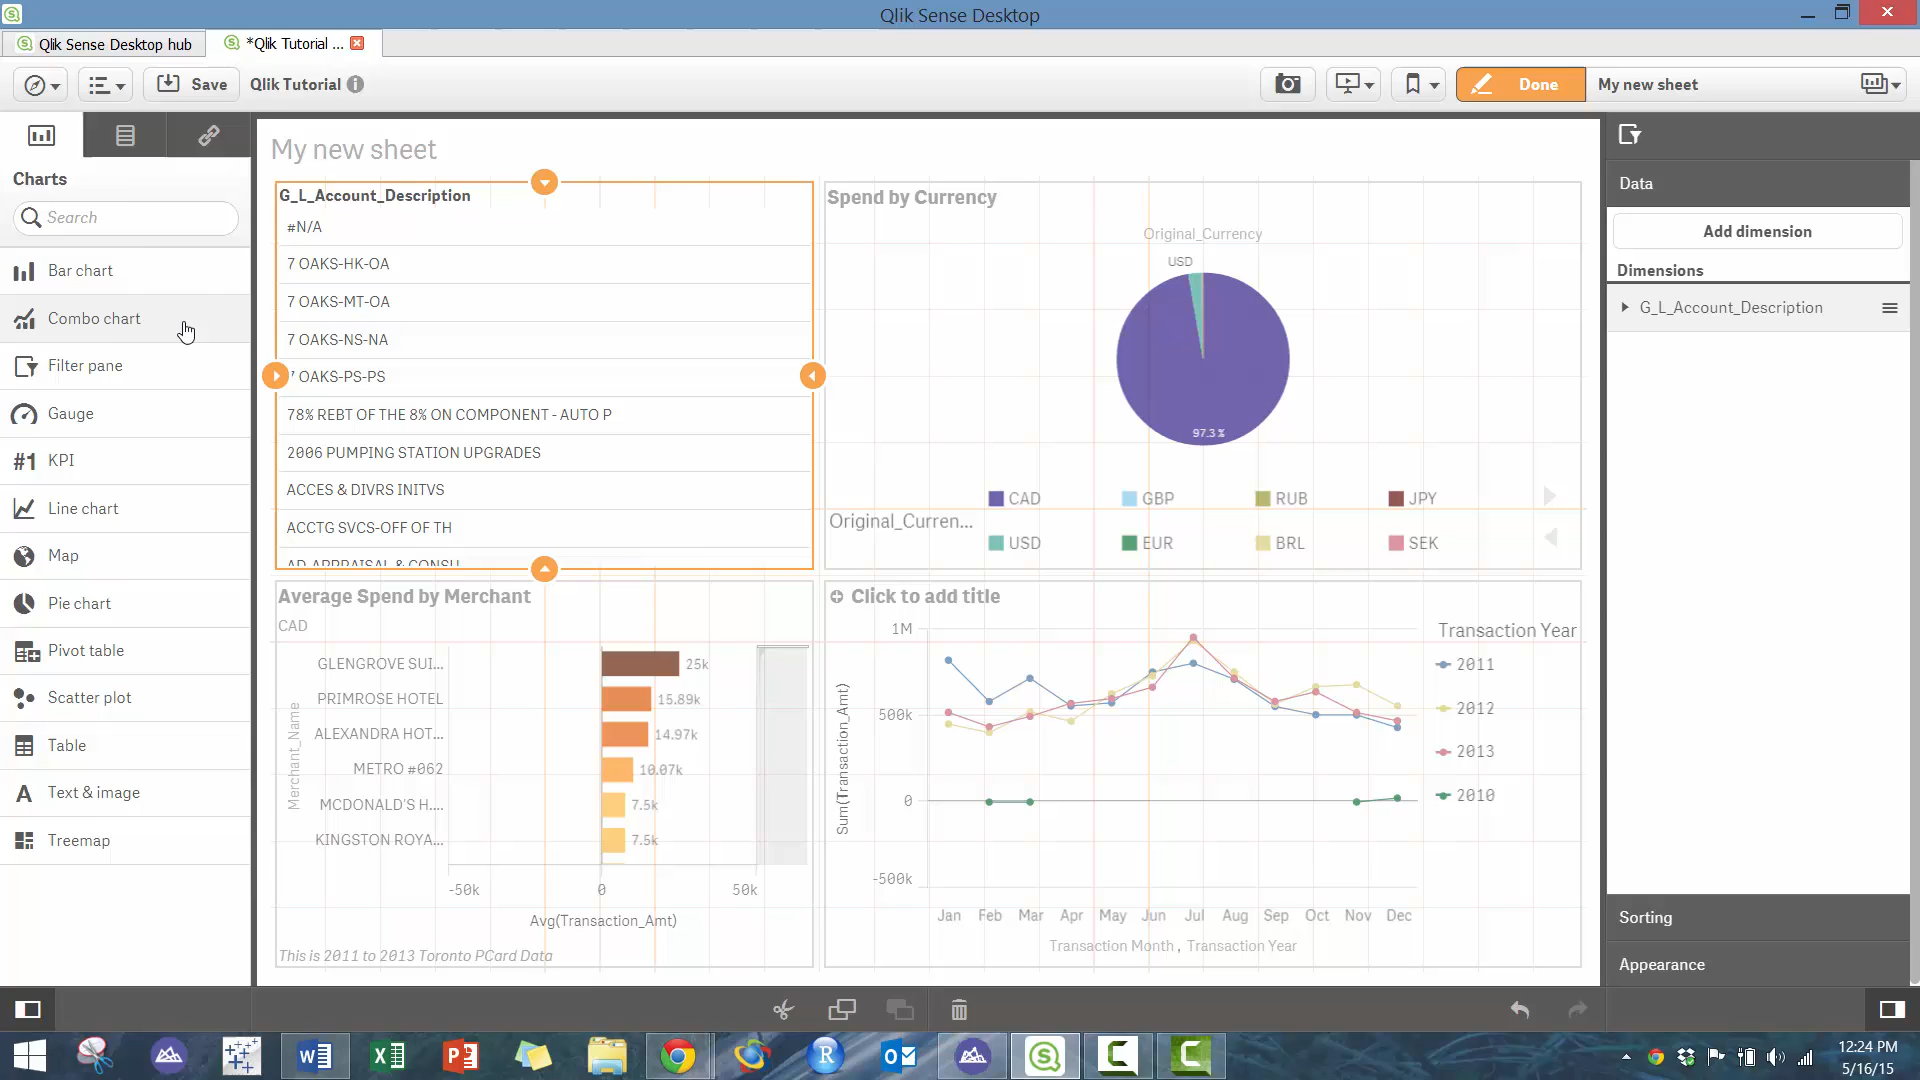 Qlik Sense Desktop
Qlik Sense Desktop hub
*Qlik Tutorial ...
Save
Qlik Tutorial
Done
My new sheet
Charts
Search
Bar chart
Combo chart
Filter pane
Gauge
#1 KPI
Line chart
Map
Pie chart
Pivot table
Scatter plot
Table
A Text & image
Treemap
My new sheet
G_L_Account_Description
#N/A
7 OAKS-HK-OA
7 OAKS-MT-OA
7 OAKS-NS-NA
7 OAKS-PS-PS
78% REBT OF THE 8% ON COMPONENT - AUTO P
2006 PUMPING STATION UPGRADES
ACCES & DIVRS INITVS
ACCTG SVCS-OFF OF TH
AD-APPRAISAL & CONSU
Spend by Currency
Original_Currency
USD
97.3 %
Original_Curren...
CAD GBP RUB JPY
USD EUR BRL SEK
Average Spend by Merchant
CAD
Merchant_Name
GLENGROVE SUI... 25k
PRIMROSE HOTEL 15.89k
ALEXANDRA HOT... 14.97k
METRO #062 10.07k
MCDONALD'S H.... 7.5k
KINGSTON ROYA... 7.5k
-50k 0 50k
Avg(Transaction_Amt)
This is 2011 to 2013 Toronto PCard Data
Click to add title
Sum(Transaction_Amt)
1M
500k
0
-500k
Jan Feb Mar Apr May Jun Jul Aug Sep Oct Nov Dec
Transaction Month , Transaction Year
Transaction Year
2011
2012
2013
2010
Data
Add dimension
Dimensions
G_L_Account_Description
Sorting
Appearance
12:24 PM
5/16/15